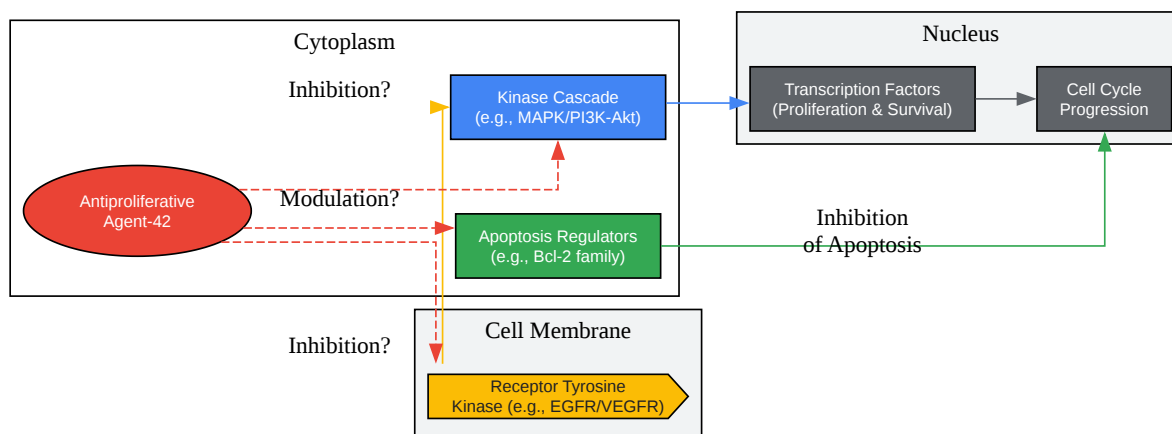 Cytoplasm
Nucleus
Inhibition?
Kinase Cascade
(e.g., MAPK/PI3K-Akt)
Transcription Factors
(Proliferation & Survival)
Cell Cycle
Progression
Antiproliferative
Agent-42
Modulation?
Apoptosis Regulators
(e.g., Bcl-2 family)
Inhibition
of Apoptosis
Inhibition?
Cell Membrane
Receptor Tyrosine
Kinase (e.g., EGFR/VEGFR)